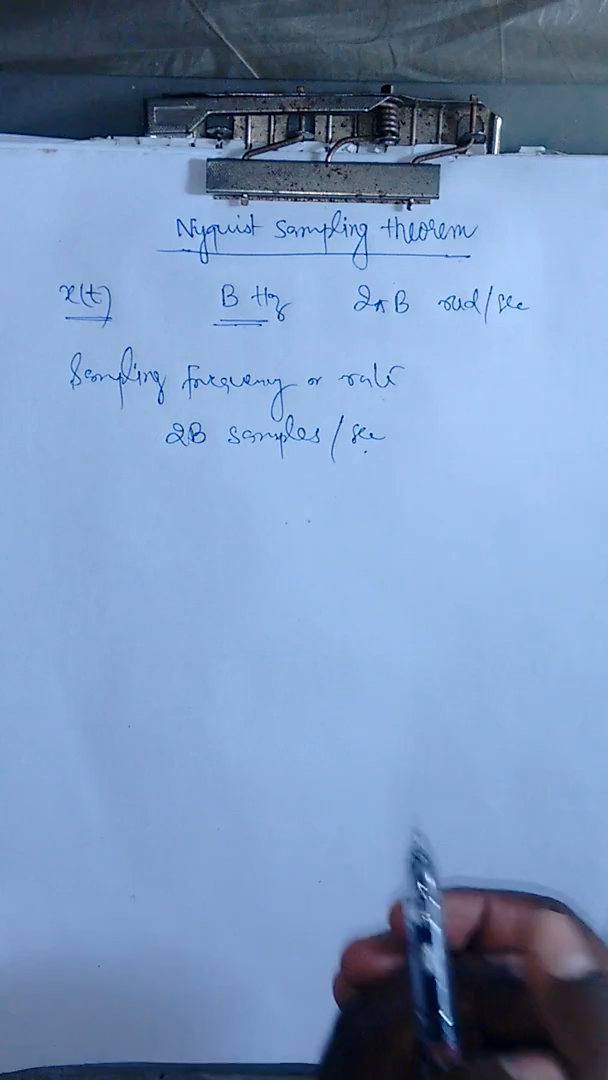 Nyquist Sampling theorem
x(t) B Hz 2πB rad/sec
Sampling frequency or rate
2B samples/sec